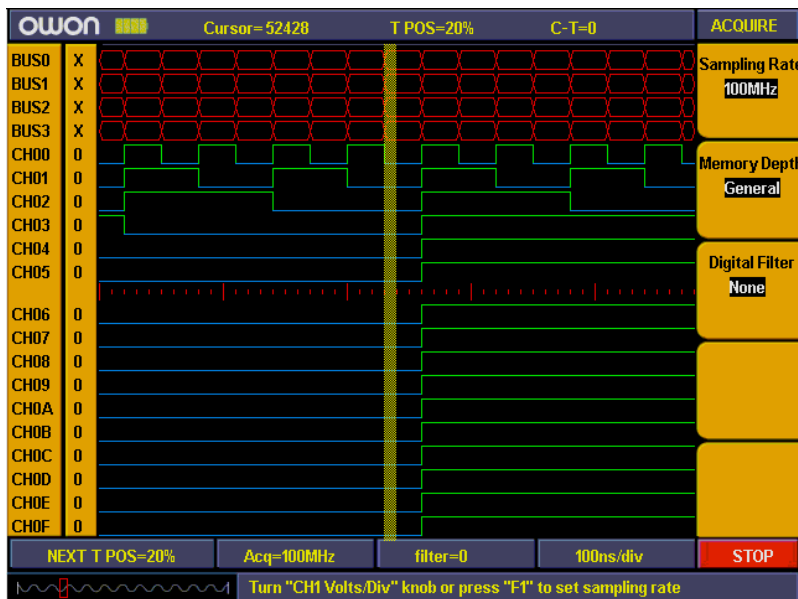 OWON Cursor=52428 T POS=20% C-T=0 ACQUIRE
BUS0 X
BUS1 X
BUS2 X
BUS3 X
CH00 0
CH01 0
CH02 0
CH03 0
CH04 0
CH05 0
CH06 0
CH07 0
CH08 0
CH09 0
CH0A 0
CH0B 0
CH0C 0
CH0D 0
CH0E 0
CH0F 0
Sampling Rate
100MHz
Memory Dept
General
Digital Filter
None
NEXT T POS=20% Acq=100MHz filter=0 100ns/div STOP
Turn "CH1 Volts/Div" knob or press "F1" to set sampling rate